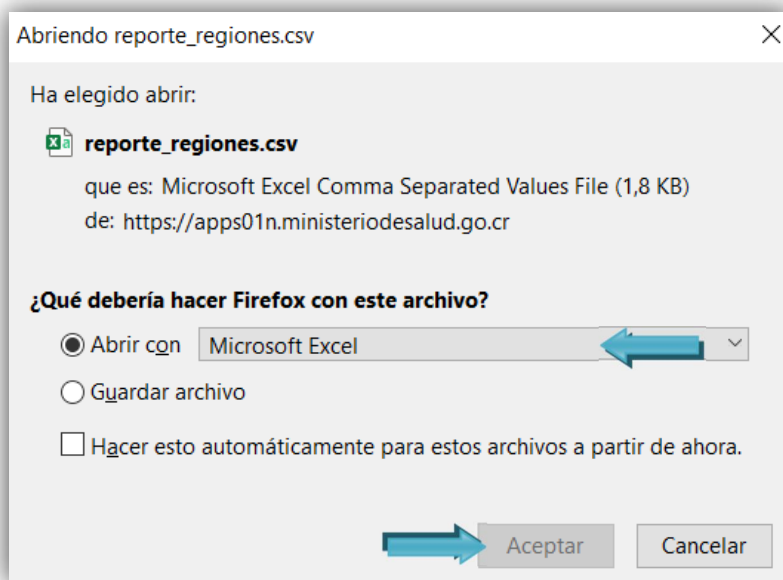 Abriendo reporte_regiones.csv
Ha elegido abrir:
reporte_regiones.csv
que es: Microsoft Excel Comma Separated Values File (1,8 KB)
de: https://apps01n.ministeriodesalud.go.cr
¿Qué debería hacer Firefox con este archivo?
Abrir con Microsoft Excel
Guardar archivo
Hacer esto automáticamente para estos archivos a partir de ahora.
Aceptar Cancelar